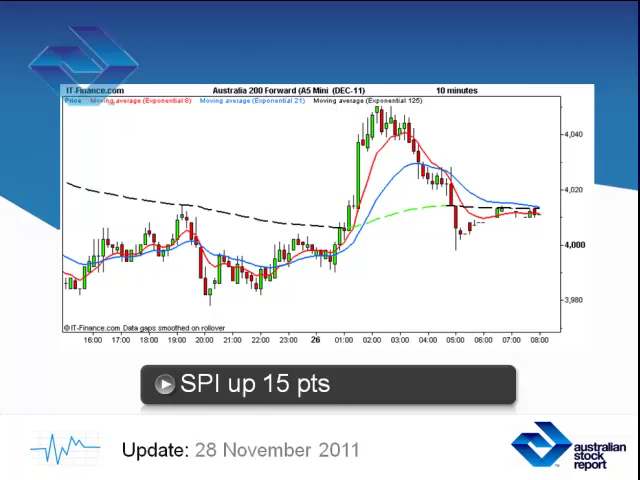 IT-Finance.com Australia 200 Forward (A5 Mini (DEC-11) 10 minutes
Price Moving average (Exponential 8) Moving average (Exponential 21) Moving average (Exponential 125)
4,040
4,020
4,000
3,980
© IT-Finance.com Data gaps smoothed on rollover
16:00 17:00 18:00 19:00 20:00 21:00 22:00 23:00 26 01:00 02:00 03:00 04:00 05:00 06:00 07:00 08:00
SPI up 15 pts
Update: 28 November 2011
australian
stock
report